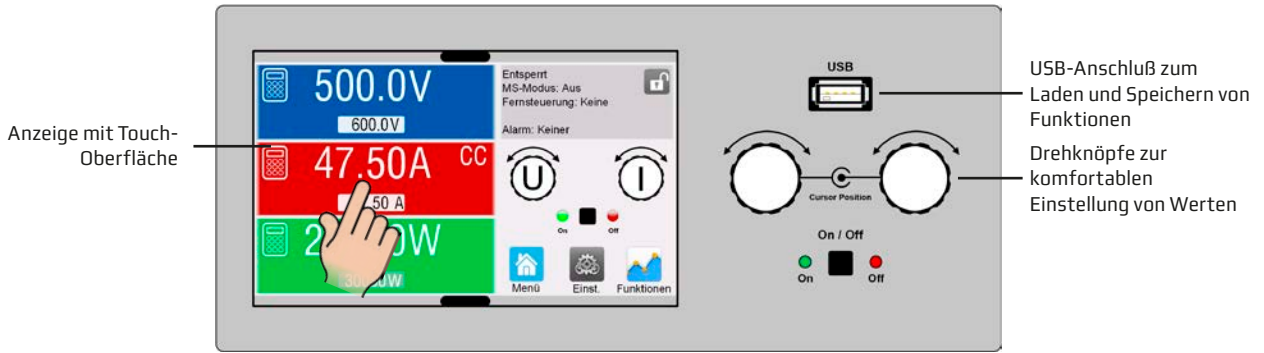 Anzeige mit Touch-
Oberfläche
500.0V
600.0V
47.50A CC
50 A
Entsperrt
MS-Modus: Aus
Fernsteuerung: Keine
Alarm: Keiner
U
I
On
Off
Menü
Einst.
Funktionen
USB
Cursor Position
On / Off
On
Off
USB-Anschluß zum
Laden und Speichern von
Funktionen
Drehknöpfe zur
komfortablen
Einstellung von Werten